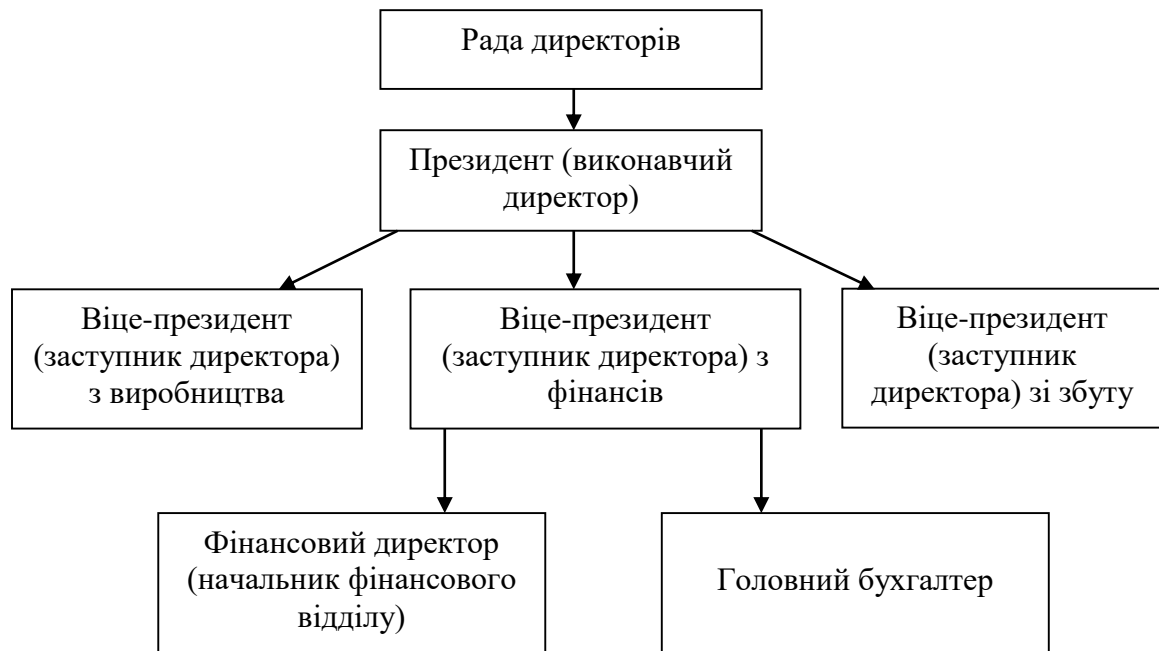 Рада директорів
Президент (виконавчий
директор)
Віце-президент
(заступник директора)
з виробництва
Віце-президент
(заступник директора) з
фінансів
Віце-президент
(заступник
директора) зі збуту
Фінансовий директор
(начальник фінансового
відділу)
Головний бухгалтер